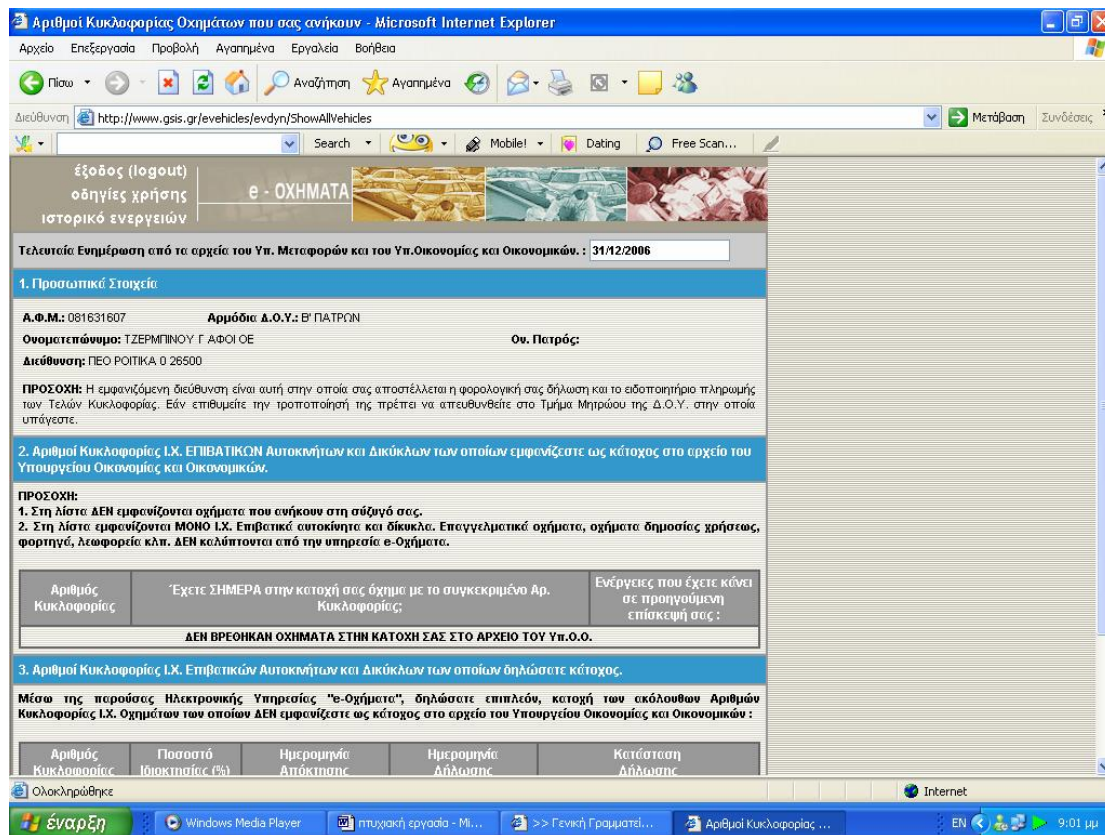 Αριθμοί Κυκλοφορίας Οχημάτων που σας ανήκουν - Microsoft Internet Explorer
Αρχείο Επεξεργασία Προβολή Αγαπημένα Εργαλεία Βοήθεια
Πίσω Αναζήτηση Αγαπημένα
Διεύθυνση http://www.gsis.gr/evehicles/evdyn/ShowAllVehicles Μετάβαση Συνδέσεις
Search Mobile! Dating Free Scan...
έξοδος (logout)
οδηγίες χρήσης
ιστορικό ενεργειών
e - ΟΧΗΜΑΤΑ
Τελευταία Ενημέρωση από τα αρχεία του Υπ. Μεταφορών και του Υπ.Οικονομίας και Οικονομικών. : 31/12/2006
1. Προσωπικά Στοιχεία
Α.Φ.Μ.: 081631607 Αρμόδια Δ.Ο.Υ.: Β' ΠΑΤΡΩΝ
Ονοματεπώνυμο: ΤΖΕΡΜΠΙΝΟΥ Γ ΑΦΟΙ ΟΕ Ον. Πατρός:
Διεύθυνση: ΠΕΟ ΡΟΙΤΙΚΑ 0 26500
ΠΡΟΣΟΧΗ: Η εμφανιζόμενη διεύθυνση είναι αυτή στην οποία σας αποστέλλεται η φορολογική σας δήλωση και το ειδοποιητήριο πληρωμής
των Τελών Κυκλοφορίας. Εάν επιθυμείτε την τροποποίησή της πρέπει να απευθυνθείτε στο Τμήμα Μητρώου της Δ.Ο.Υ. στην οποία
υπάγεστε.
2. Αριθμοί Κυκλοφορίας Ι.Χ. ΕΠΙΒΑΤΙΚΩΝ Αυτοκινήτων και Δικύκλων των οποίων εμφανίζεστε ως κάτοχος στο αρχείο του
Υπουργείου Οικονομίας και Οικονομικών.
ΠΡΟΣΟΧΗ:
1. Στη λίστα ΔΕΝ εμφανίζονται οχήματα που ανήκουν στη σύζυγό σας.
2. Στη λίστα εμφανίζονται ΜΟΝΟ Ι.Χ. Επιβατικά αυτοκίνητα και δίκυκλα. Επαγγελματικά οχήματα, οχήματα δημοσίας χρήσεως,
φορτηγά, λεωφορεία κλπ. ΔΕΝ καλύπτονται από την υπηρεσία e-Οχήματα.
Αριθμός Κυκλοφορίας
Έχετε ΣΗΜΕΡΑ στην κατοχή σας όχημα με το συγκεκριμένο Αρ.
Κυκλοφορίας;
Ενέργειες που έχετε κάνει
σε προηγούμενη
επίσκεψή σας :
ΔΕΝ ΒΡΕΘΗΚΑΝ ΟΧΗΜΑΤΑ ΣΤΗΝ ΚΑΤΟΧΗ ΣΑΣ ΣΤΟ ΑΡΧΕΙΟ ΤΟΥ Υπ.Ο.Ο.
3. Αριθμοί Κυκλοφορίας Ι.Χ. Επιβατικών Αυτοκινήτων και Δικύκλων των οποίων δηλώσατε κάτοχος.
Μέσω της παρούσας Ηλεκτρονικής Υπηρεσίας "e-Οχήματα", δηλώσατε επιπλέον, κατοχή των ακόλουθων Αριθμών
Κυκλοφορίας Ι.Χ. Οχημάτων των οποίων ΔΕΝ εμφανίζεστε ως κάτοχος στο αρχείο του Υπουργείου Οικονομίας και Οικονομικών :
Αριθμός Ποσοστό Ημερομηνία Ημερομηνία Κατάσταση
Κυκλοφορίας Ιδιοκτησίας (%) Απόκτησης Δήλωσης Δήλωσης
Ολοκληρώθηκε Internet
έναρξη Windows Media Player πτυχιακή εργασία - Mi... >> Γενική Γραμματεί... Αριθμοί Κυκλοφορίας ... EN 9:01 μμ